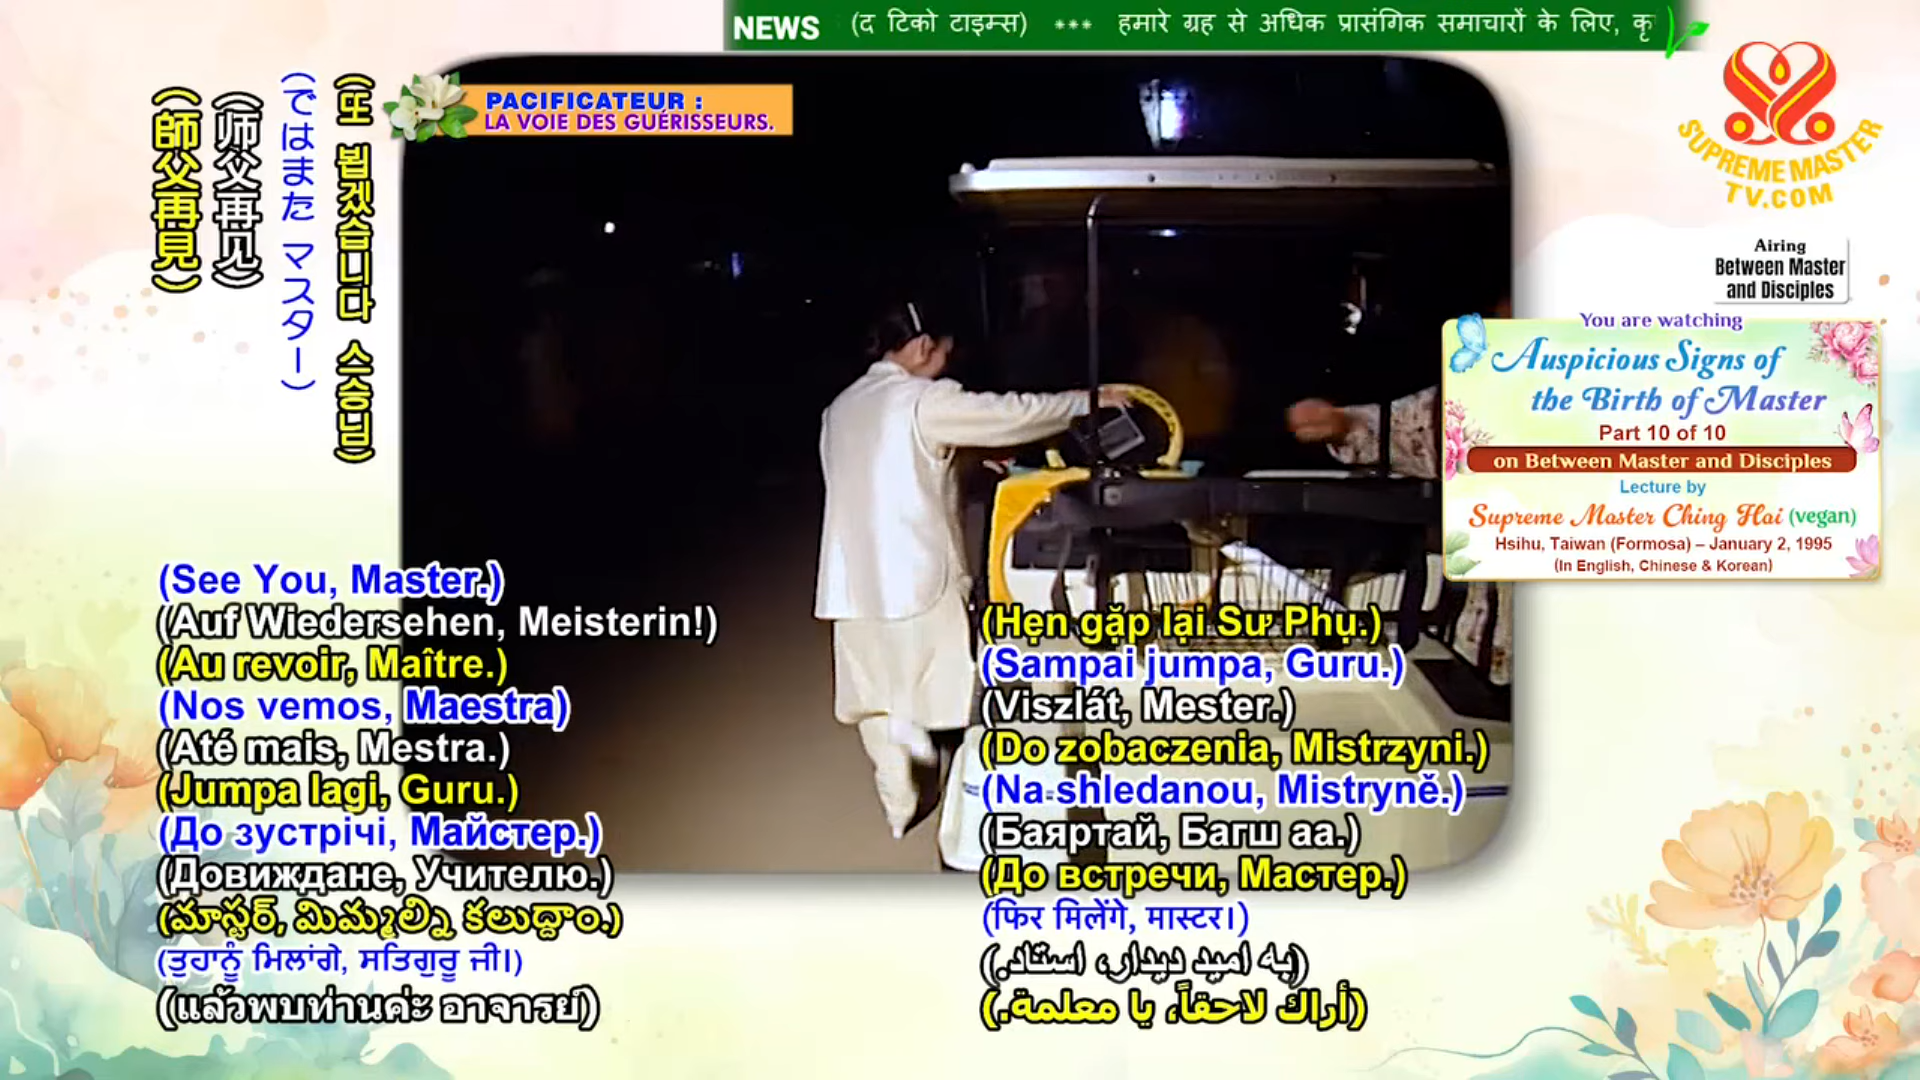 NEWS (द टिको टाइम्स) *** हमारे ग्रह से अधिक प्रासंगिक समाचारों के लिए,
PACIFICATEUR :
LA VOIE DES GUÉRISSEURS.
SUPREME MASTER
TV.COM
(또 뵙겠습니다 스승님)
(ではまた マスター)
(师父再见)
(師父再見)
Airing
Between Master
and Disciples
You are watching
Auspicious Signs of
the Birth of Master
Part 10 of 10
on Between Master and Disciples
Lecture by
Supreme Master Ching Hai (vegan)
Hsihu, Taiwan (Formosa) – January 2, 1995
(In English, Chinese & Korean)
(See You, Master.)
(Auf Wiedersehen, Meisterin!)
(Au revoir, Maître.)
(Nos vemos, Maestra)
(Até mais, Mestra.)
(Jumpa lagi, Guru.)
(До зустрічі, Майстер.)
(Довиждане, Учителю.)
(మాస్టర్, మిమ్మల్ని కలుద్దాం.)
(ਤੁਹਾਨੂੰ ਮਿਲਾਂਗੇ, ਸਤਿਗੁਰੂ ਜੀ।)
(แล้วพบท่านค่ะ อาจารย์)
(Hẹn gặp lại Sư Phụ.)
(Sampai jumpa, Guru.)
(Viszlát, Mester.)
(Do zobaczenia, Mistrzyni.)
(Na shledanou, Mistryně.)
(Баяртай, Багш аа.)
(До встречи, Мастер.)
(फिर मिलेंगे, मास्टर।)
(به امید دیدار، استاد.)
(أراك لاحقاً، يا معلمة.)